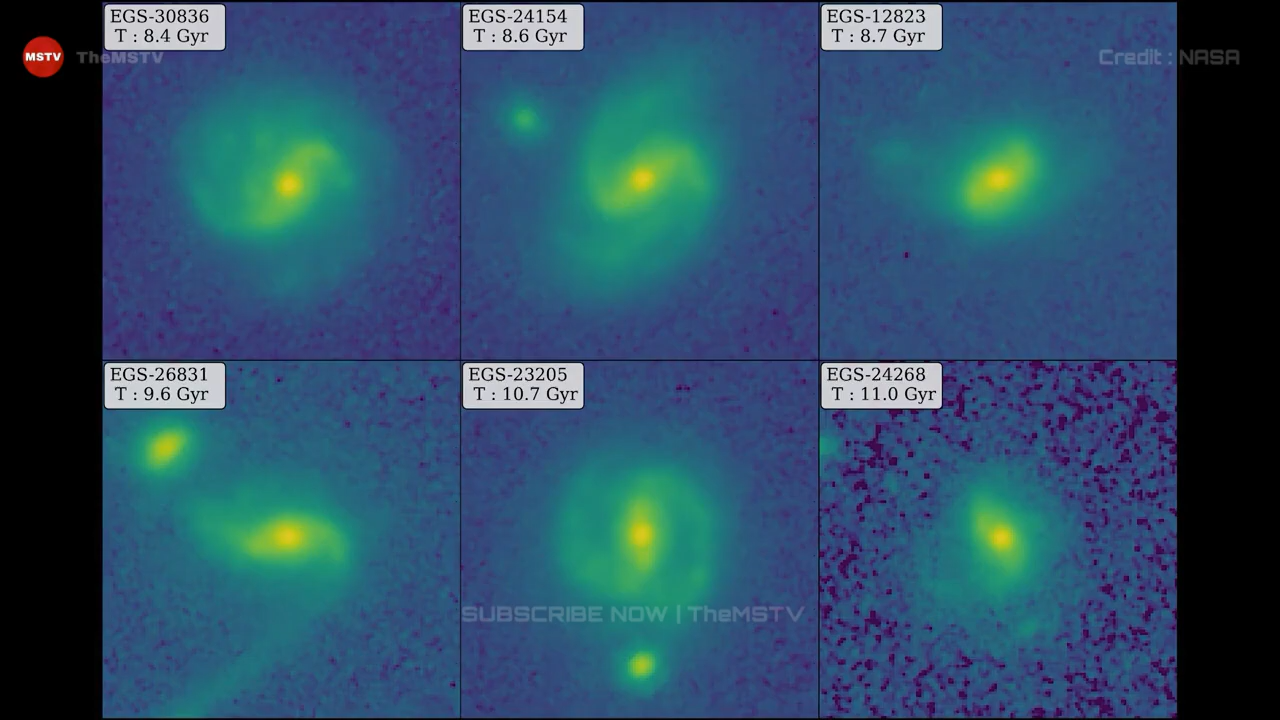 EGS-30836
T : 8.4 Gyr
EGS-24154
T : 8.6 Gyr
EGS-12823
T : 8.7 Gyr
MSTV TheMSTV
Credit : NASA
EGS-26831
T : 9.6 Gyr
EGS-23205
T : 10.7 Gyr
EGS-24268
T : 11.0 Gyr
SUBSCRIBE NOW | TheMSTV